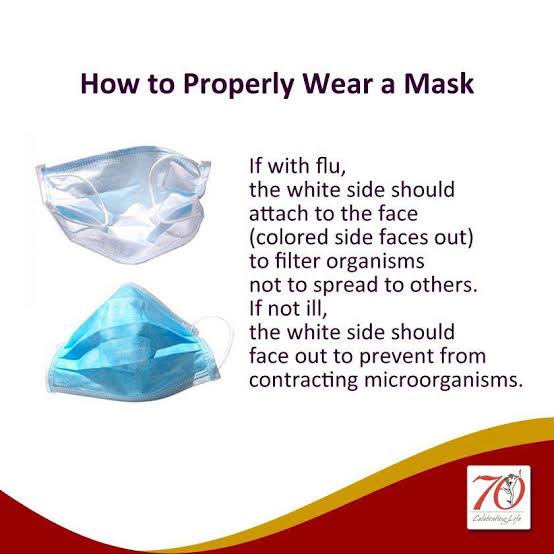 How to Properly Wear a Mask
If with flu,
the white side should
attach to the face
(colored side faces out)
to filter organisms
not to spread to others.
If not ill,
the white side should
face out to prevent from
contracting microorganisms.
70
Celebrating Life